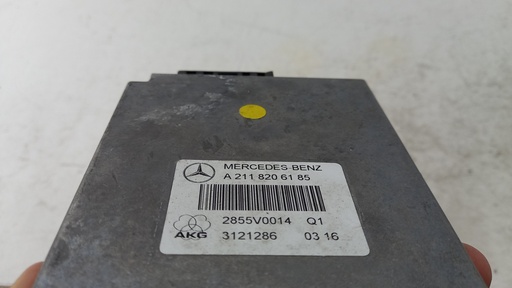 MERCEDES-BENZ
A 211 820 61 85
2855V0014 Q1
AKG 3121286 03 16